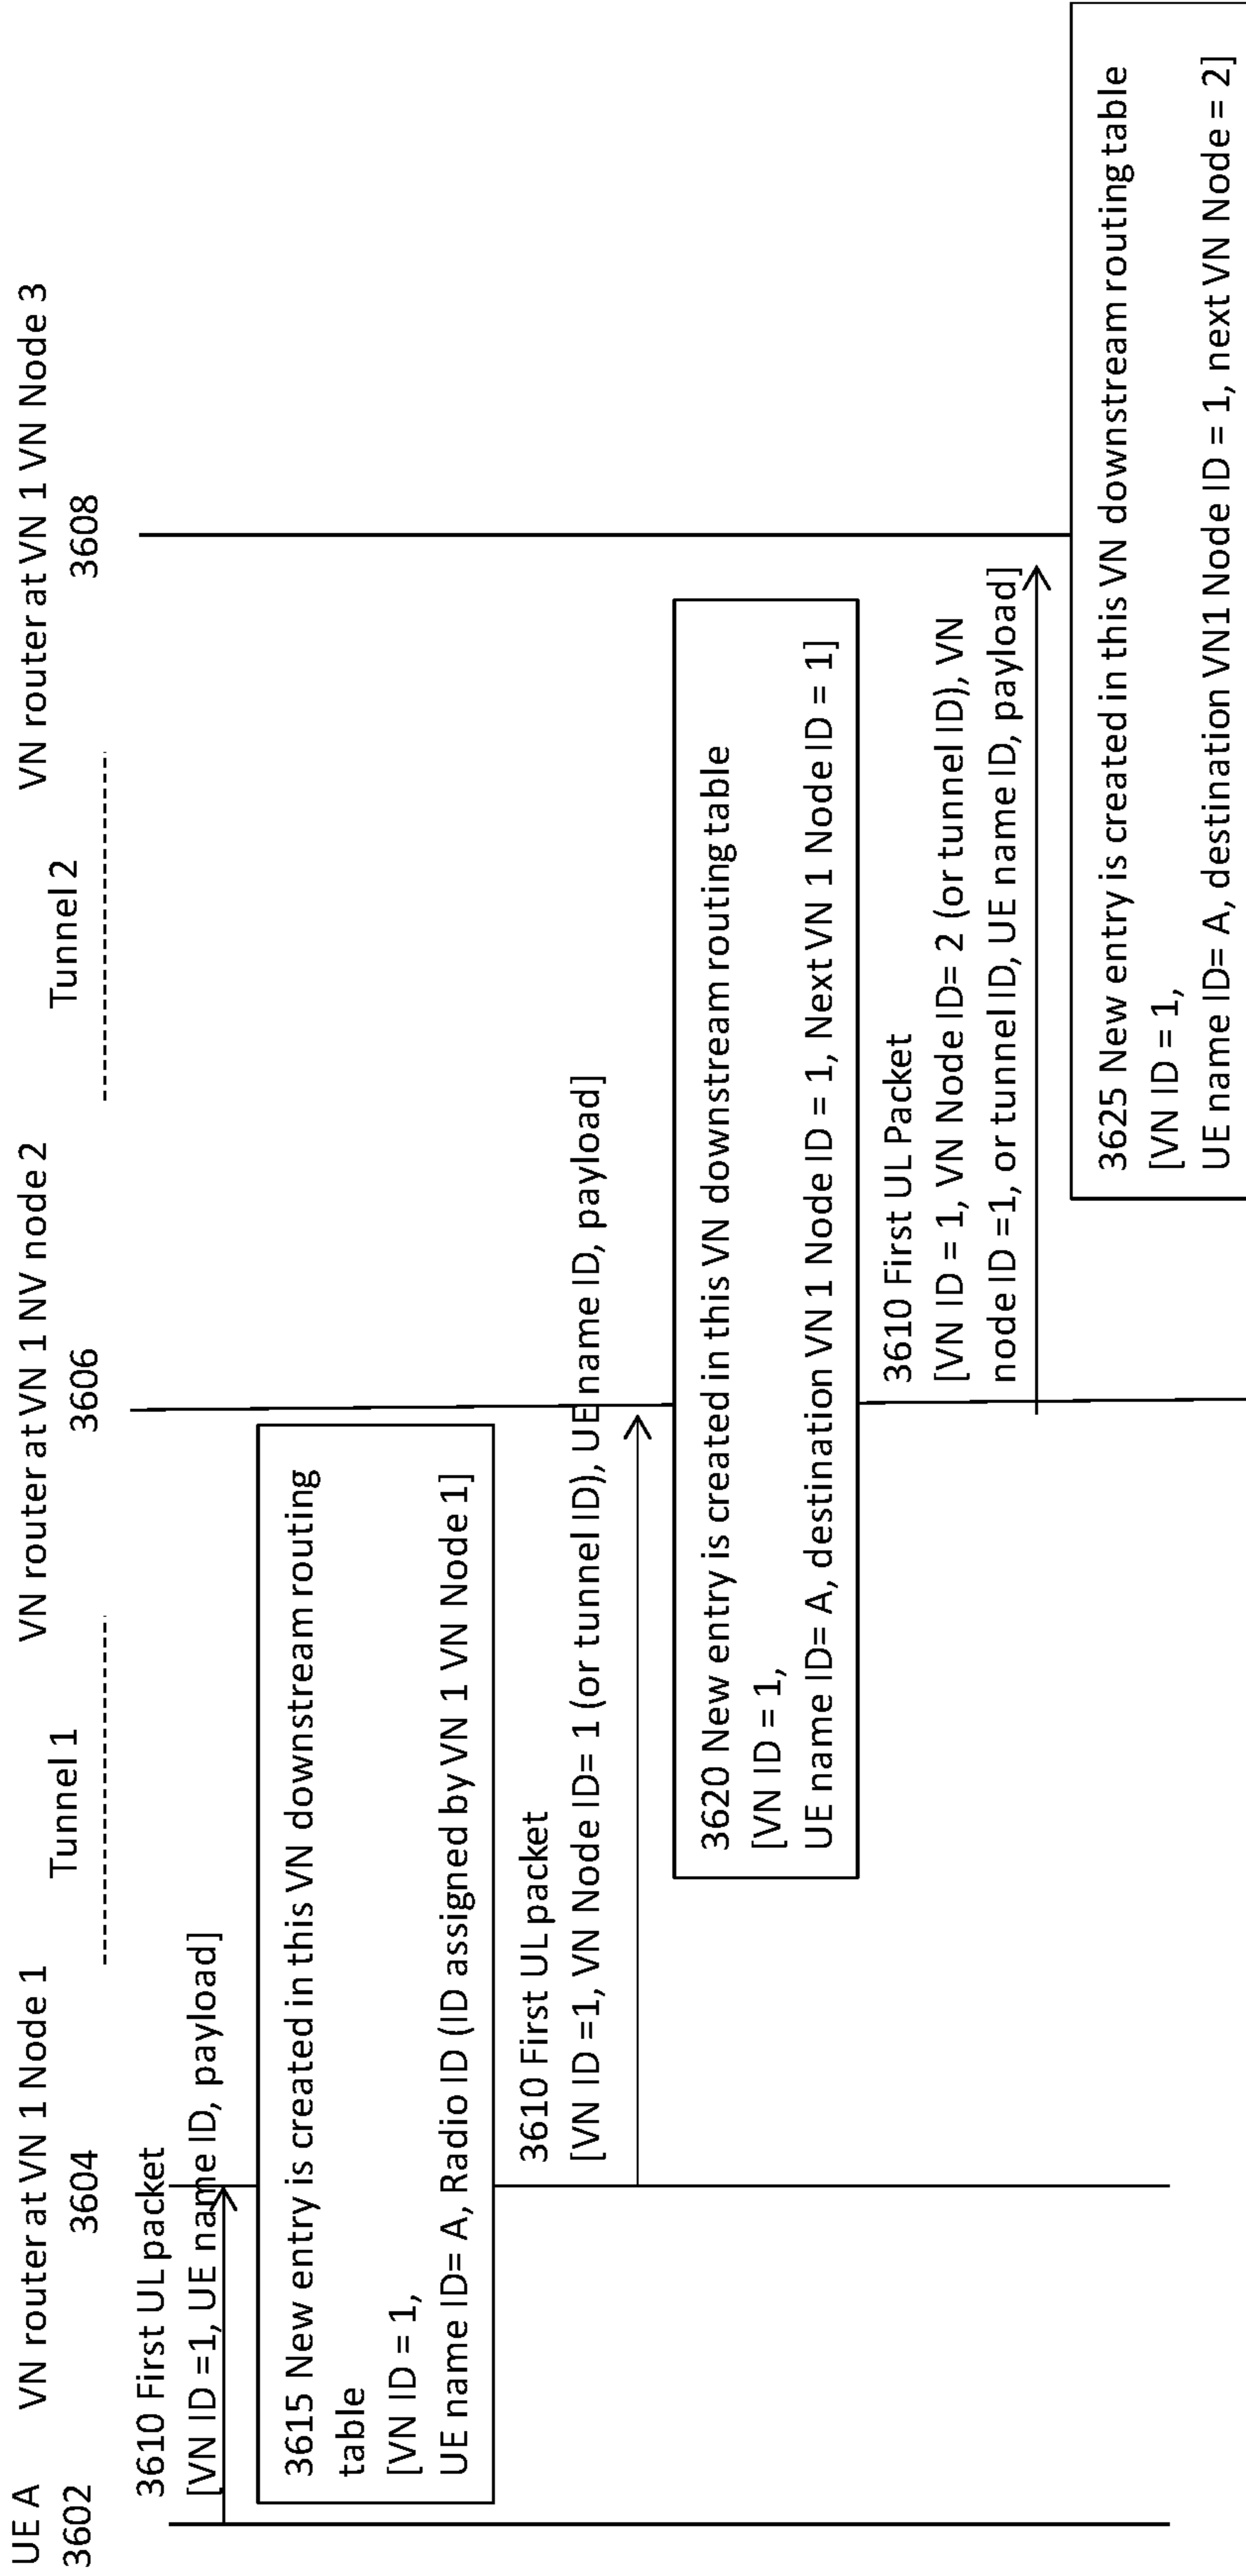 UE A
3602
VN router at VN 1 Node 1
3604
Tunnel 1
VN router at VN 1 NV node 2
3606
Tunnel 2
VN router at VN 1 VN Node 3
3608
3610 First UL packet
[VN ID =1, UE name ID, payload]
3615 New entry is created in this VN downstream routing
table
[VN ID = 1,
UE name ID= A, Radio ID (ID assigned by VN 1 VN Node 1]
3610 First UL packet
[VN ID =1, VN Node ID= 1 (or tunnel ID), UE name ID, payload]
3620 New entry is created in this VN downstream routing table
[VN ID = 1,
UE name ID= A, destination VN 1 Node ID = 1, Next VN 1 Node ID = 1]
3610 First UL Packet
[VN ID = 1, VN Node ID= 2 (or tunnel ID), VN
node ID =1, or tunnel ID, UE name ID, payload]
3625 New entry is created in this VN downstream routing table
[VN ID = 1,
UE name ID= A, destination VN1 Node ID = 1, next VN Node = 2]